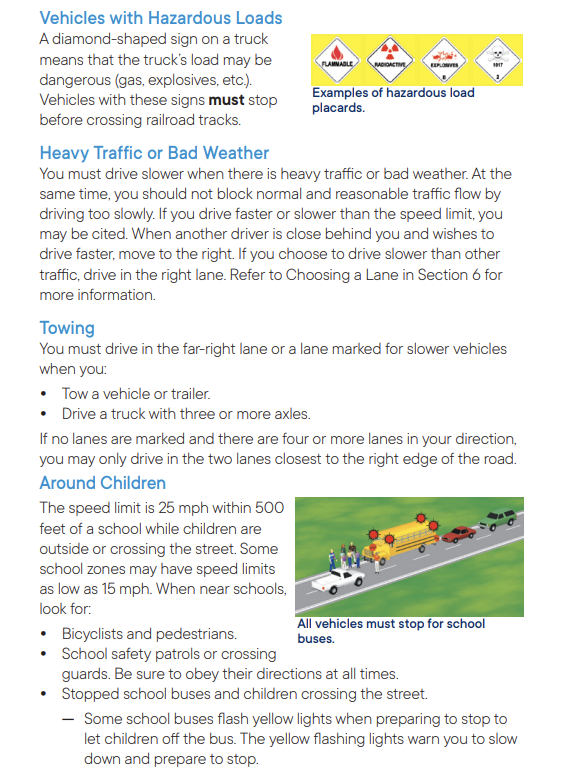 Vehicles with Hazardous Loads
A diamond-shaped sign on a truck
means that the truck's load may be
dangerous (gas, explosives, etc.).
Vehicles with these signs must stop
before crossing railroad tracks.
FLAMMABLE
RADIOACTIVE
EXPLOSIVES
1017
2
Examples of hazardous load
placards.
Heavy Traffic or Bad Weather
You must drive slower when there is heavy traffic or bad weather. At the
same time, you should not block normal and reasonable traffic flow by
driving too slowly. If you drive faster or slower than the speed limit, you
may be cited. When another driver is close behind you and wishes to
drive faster, move to the right. If you choose to drive slower than other
traffic, drive in the right lane. Refer to Choosing a Lane in Section 6 for
more information.
Towing
You must drive in the far-right lane or a lane marked for slower vehicles
when you:
• Tow a vehicle or trailer.
• Drive a truck with three or more axles.
If no lanes are marked and there are four or more lanes in your direction,
you may only drive in the two lanes closest to the right edge of the road.
Around Children
The speed limit is 25 mph within 500
feet of a school while children are
outside or crossing the street. Some
school zones may have speed limits
as low as 15 mph. When near schools,
look for:
• Bicyclists and pedestrians.
• School safety patrols or crossing
guards. Be sure to obey their directions at all times.
• Stopped school buses and children crossing the street.
— Some school buses flash yellow lights when preparing to stop to
let children off the bus. The yellow flashing lights warn you to slow
down and prepare to stop.
All vehicles must stop for school
buses.